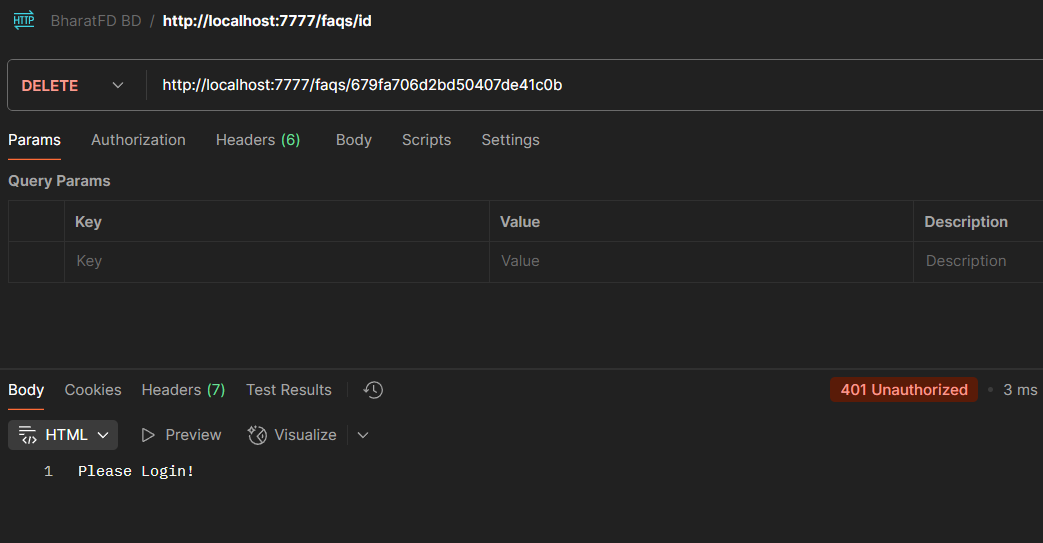 HTTP BharatFD BD / http://localhost:7777/faqs/id
DELETE http://localhost:7777/faqs/679fa706d2bd50407de41c0b
Params Authorization Headers (6) Body Scripts Settings
Query Params
Key Value Description
Key Value Description
Body Cookies Headers (7) Test Results 401 Unauthorized • 3 ms
HTML Preview Visualize
1 Please Login!